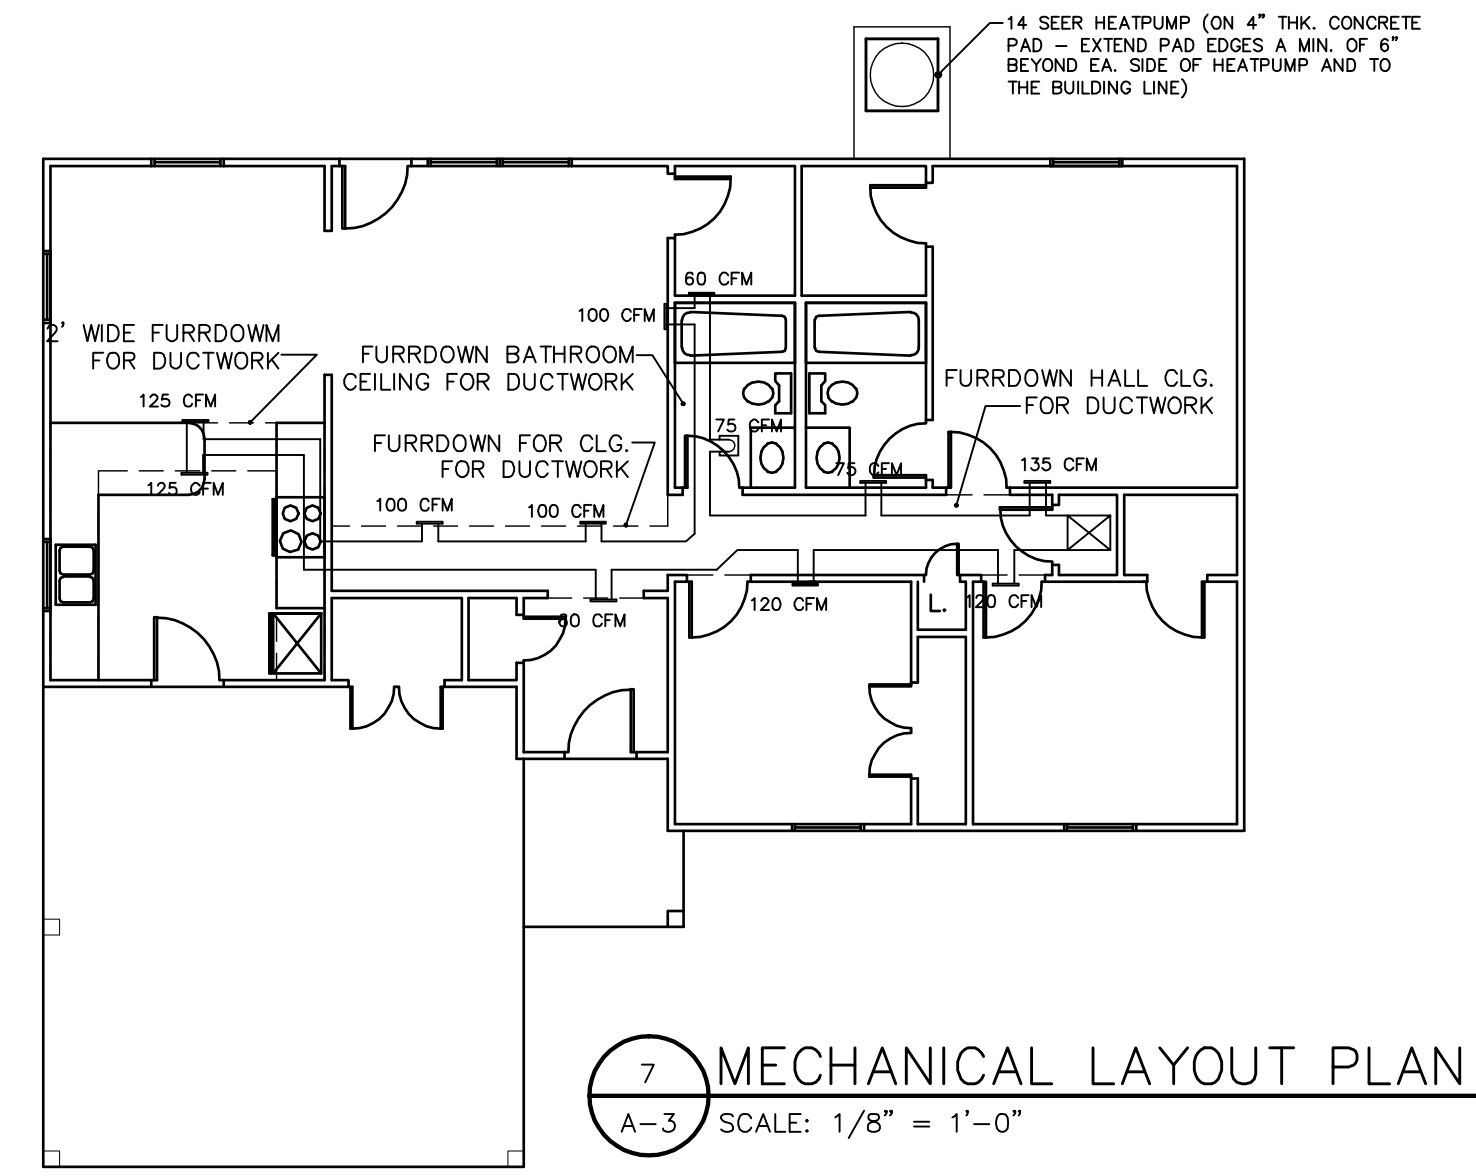 14 SEER HEATPUMP (ON 4" THK. CONCRETE
PAD – EXTEND PAD EDGES A MIN. OF 6"
BEYOND EA. SIDE OF HEATPUMP AND TO
THE BUILDING LINE)
60 CFM
100 CFM
2' WIDE FURRDOWM
FOR DUCTWORK
FURRDOWN BATHROOM
CEILING FOR DUCTWORK
FURRDOWN HALL CLG.
FOR DUCTWORK
125 CFM
75 CFM
FURRDOWN FOR CLG.
FOR DUCTWORK
75 CFM
135 CFM
125 CFM
100 CFM
100 CFM
120 CFM
L.
120 CFM
60 CFM
7
A–3
MECHANICAL LAYOUT PLAN
SCALE: 1/8" = 1'–0"